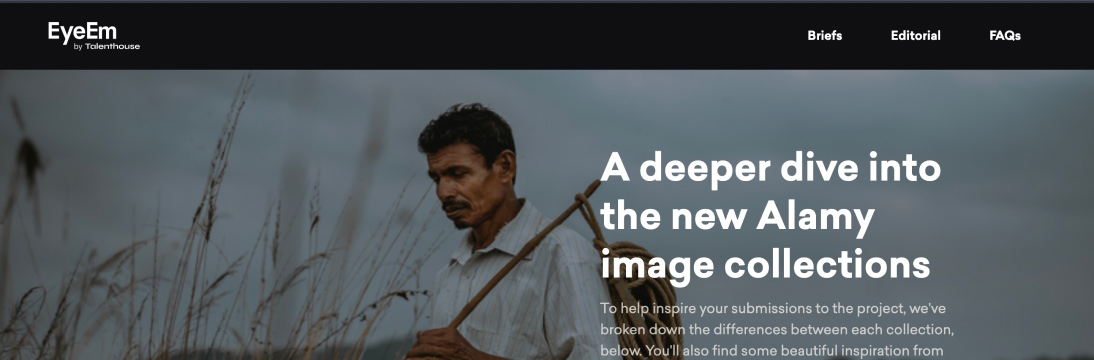 EyeEm
by Talenthouse
Briefs Editorial FAQs
A deeper dive into
the new Alamy
image collections
To help inspire your submissions to the project, we've
broken down the differences between each collection,
below. You'll also find some beautiful inspiration from